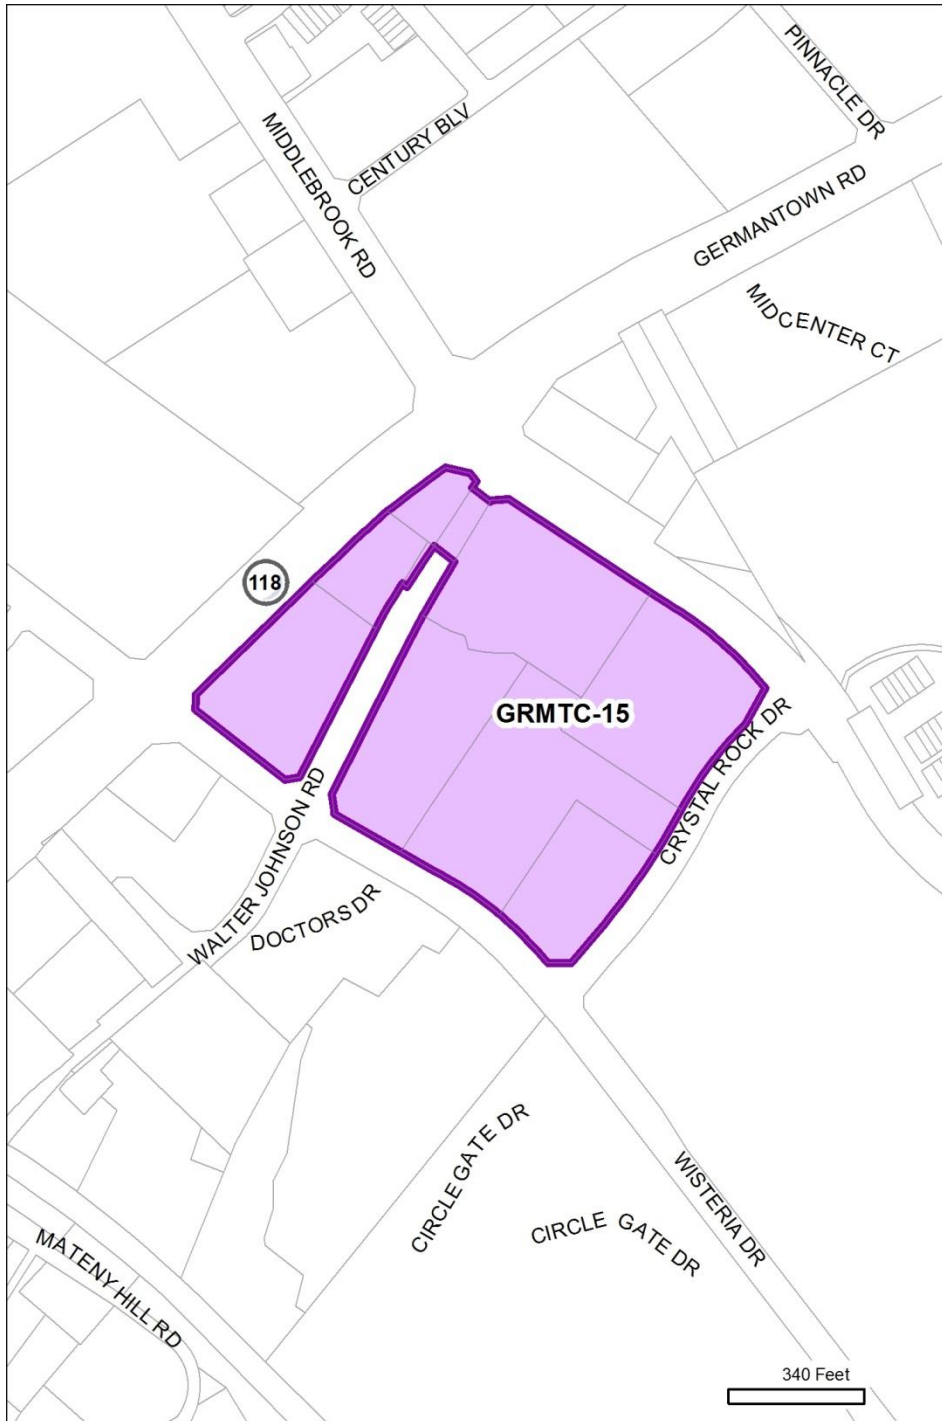 PINNACLE DR
MIDDLEBROOK RD
CENTURY BLV
GERMANTOWN RD
MIDCENTER CT
118
GRMTC-15
CRYSTAL ROCK DR
WALTER JOHNSON RD
DOCTORS DR
CIRCLE GATE DR
CIRCLE GATE DR
WISTERIA DR
MATENY HILL RD
340 Feet